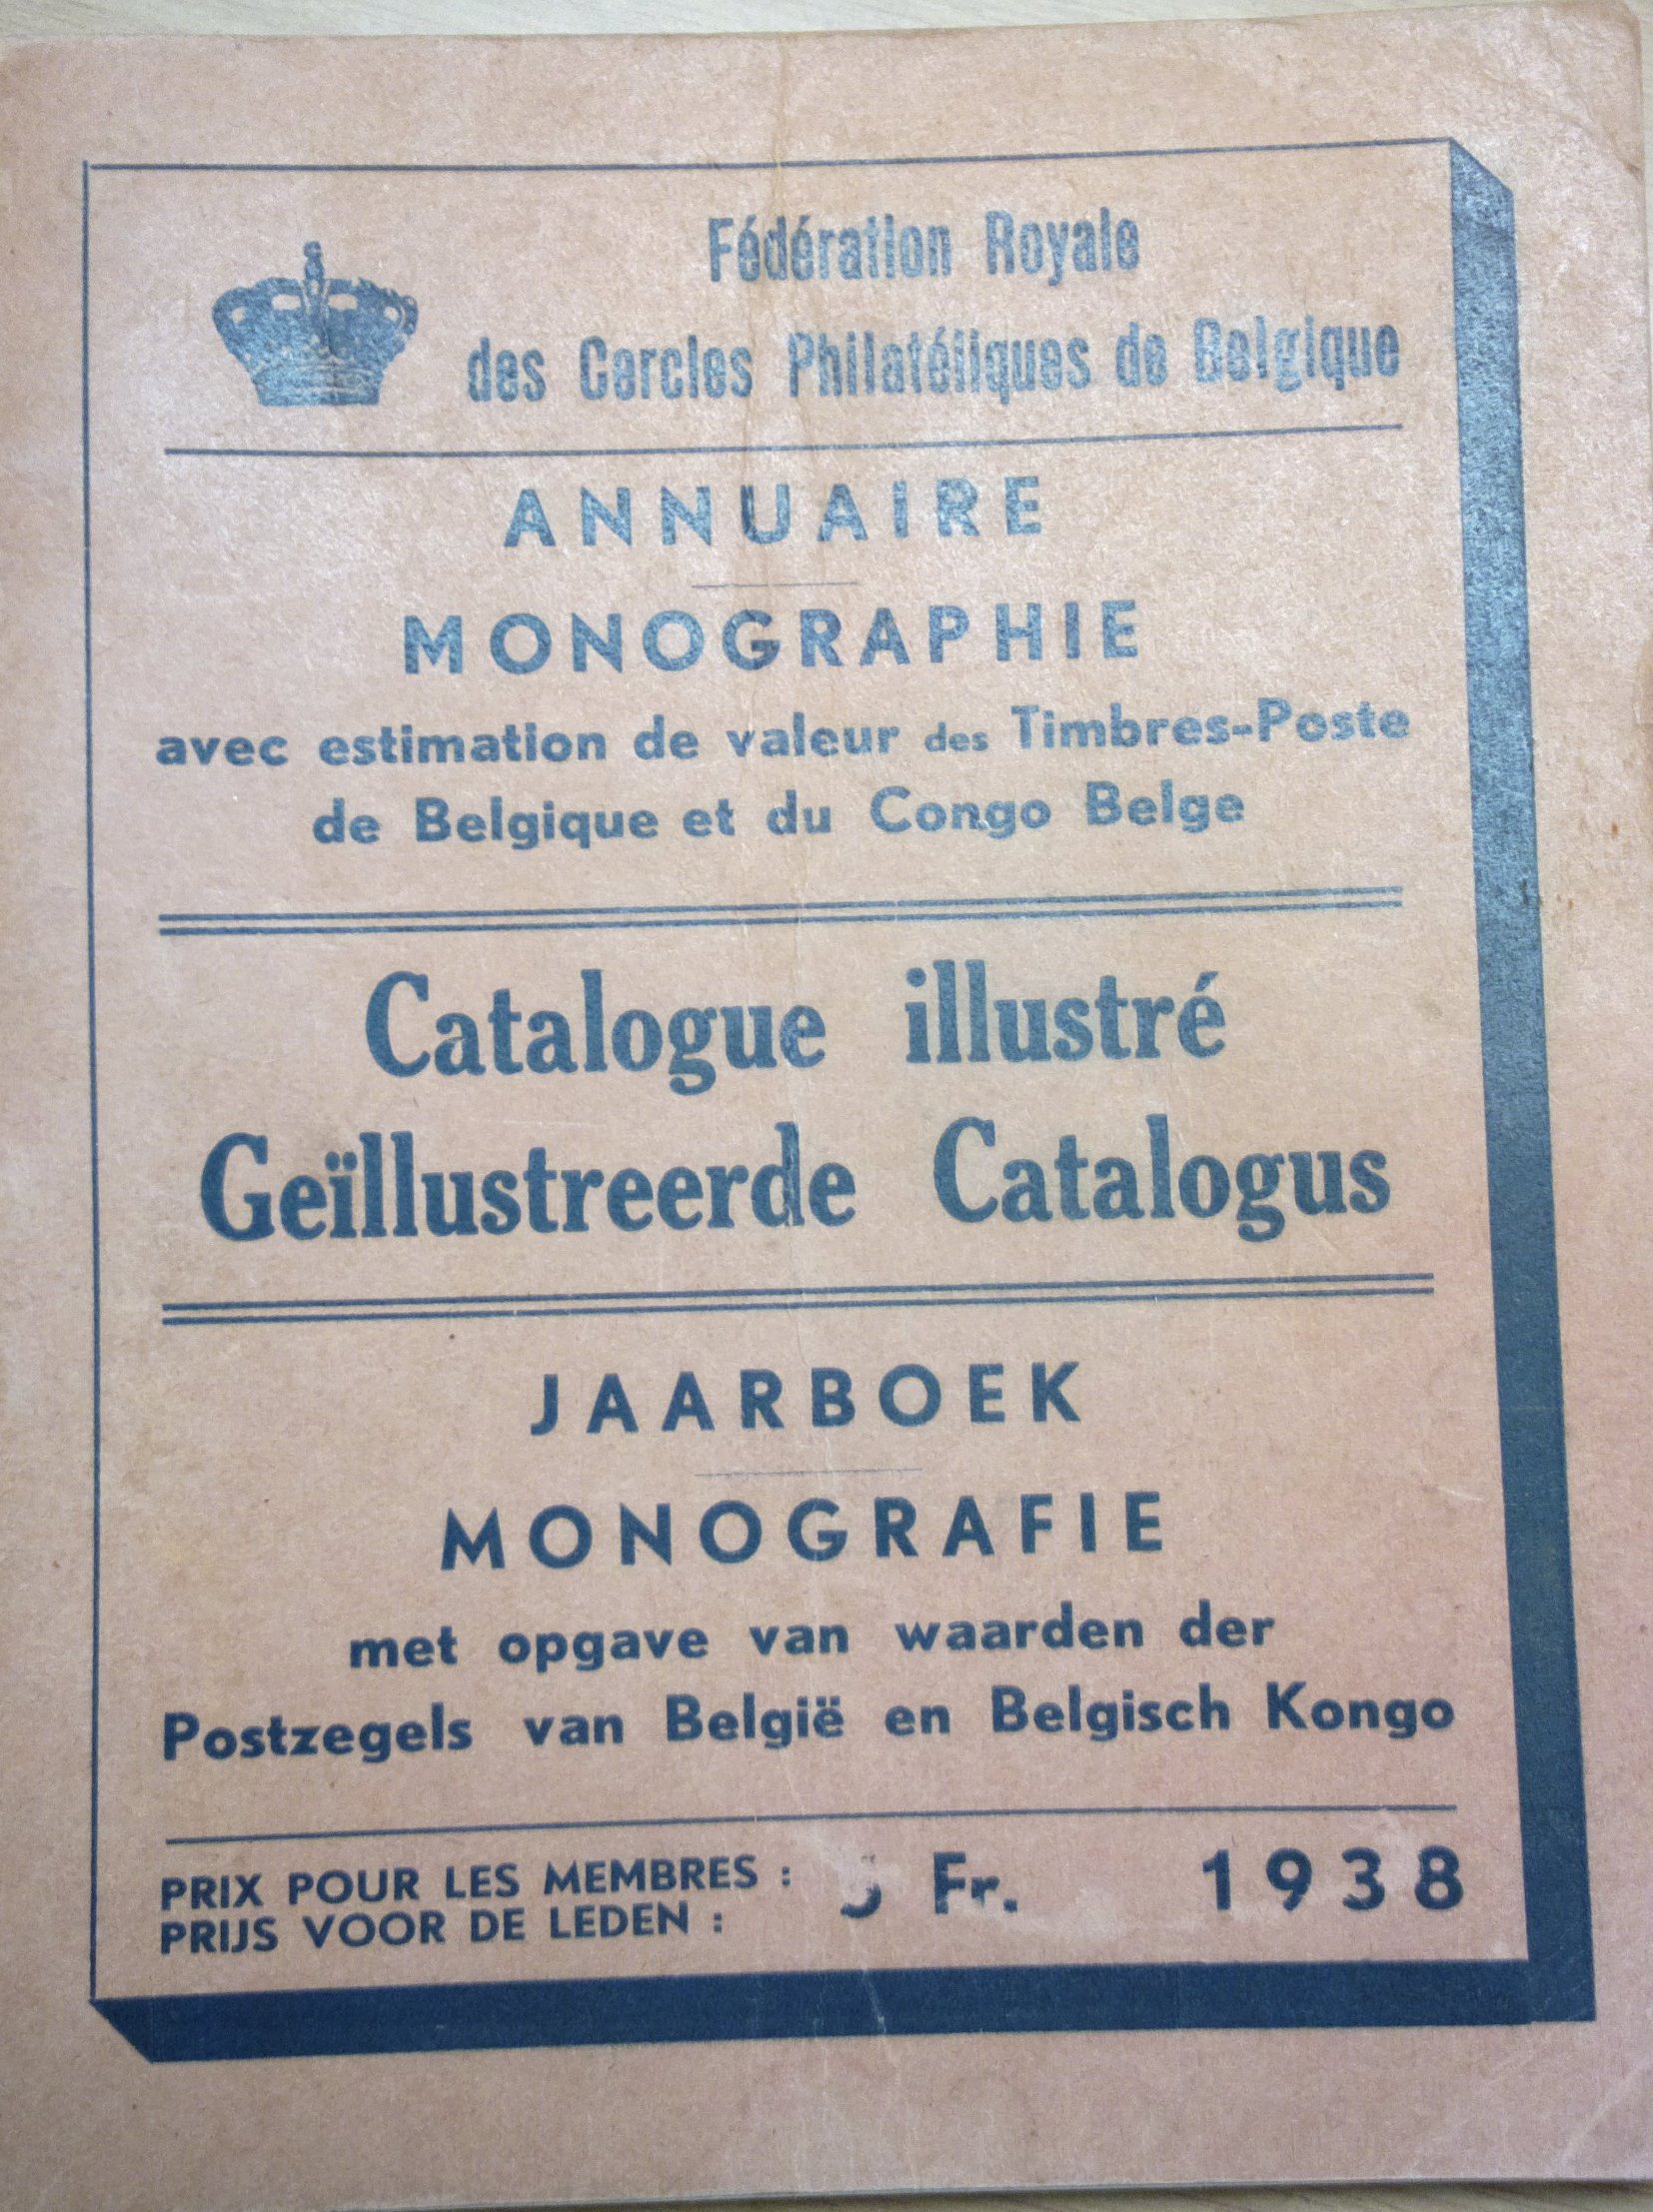 Fédération Royale
des Cercles Philatéliques de Belgique
ANNUAIRE
MONOGRAPHIE
avec estimation de valeur des Timbres-Poste
de Belgique et du Congo Belge
Catalogue illustré
Geïllustreerde Catalogus
JAARBOEK
MONOGRAFIE
met opgave van waarden der
Postzegels van België en Belgisch Kongo
PRIX POUR LES MEMBRES :
PRIJS VOOR DE LEDEN :
Fr. 1938